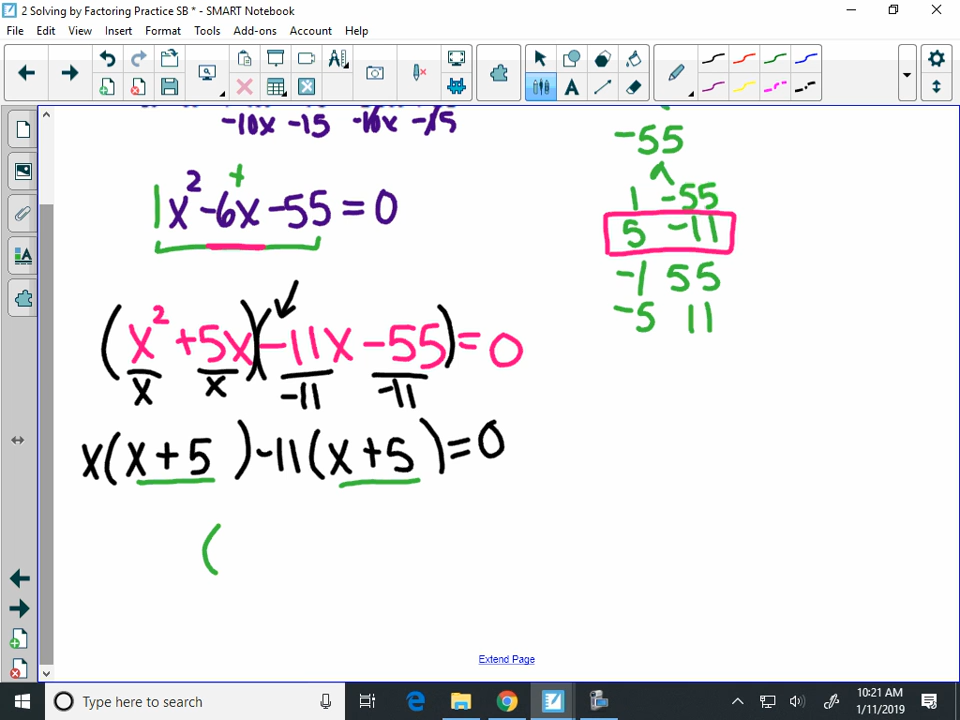 2 Solving by Factoring Practice SB * - SMART Notebook
File Edit View Insert Format Tools Add-ons Account Help
-10x -15 -10x -15
-55
1 -55
5 -11
-1 55
-5 11
+
1x² -6x -55 = 0
(x² +5x)(-11x -55) = 0
x x -11 -11
x(x+5 ) -11(x+5 ) = 0
(
Extend Page
Type here to search
10:21 AM
1/11/2019